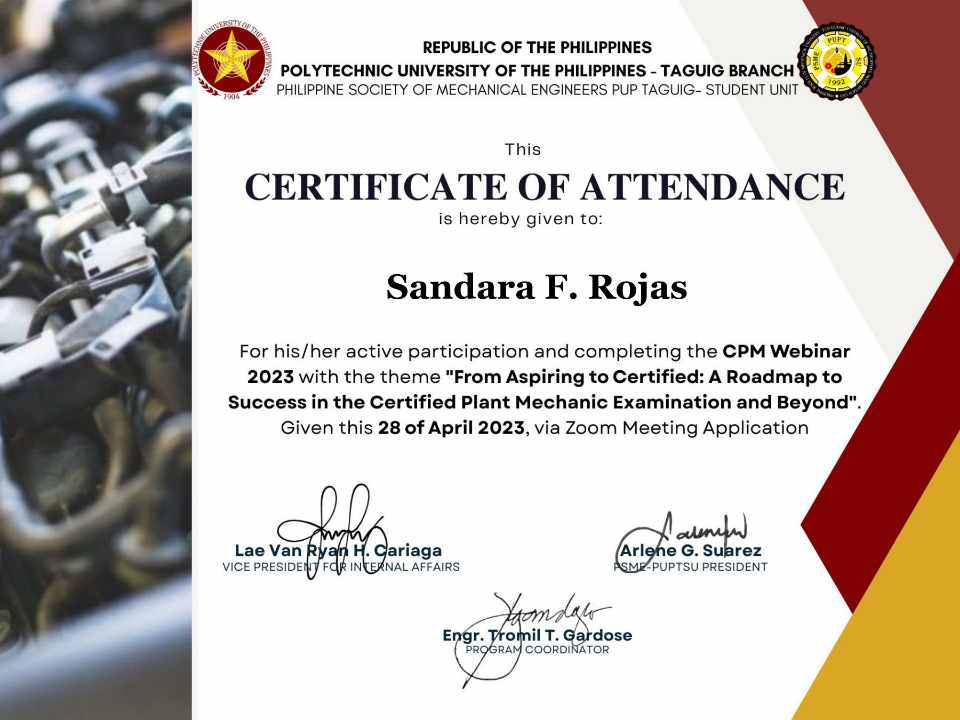 POLYTECHNIC UNIVERSITY OF THE PHILIPPINES
1904
REPUBLIC OF THE PHILIPPINES
POLYTECHNIC UNIVERSITY OF THE PHILIPPINES - TAGUIG BRANCH
PHILIPPINE SOCIETY OF MECHANICAL ENGINEERS PUP TAGUIG– STUDENT UNIT
PSME
PUPT
1992
This
CERTIFICATE OF ATTENDANCE
is hereby given to:
Sandara F. Rojas
For his/her active participation and completing the CPM Webinar
2023 with the theme "From Aspiring to Certified: A Roadmap to
Success in the Certified Plant Mechanic Examination and Beyond".
Given this 28 of April 2023, via Zoom Meeting Application
Lae Van Ryan H. Cariaga
VICE PRESIDENT FOR INTERNAL AFFAIRS
Arlene G. Suarez
PSME-PUPTSU PRESIDENT
Engr. Tromil T. Gardose
PROGRAM COORDINATOR